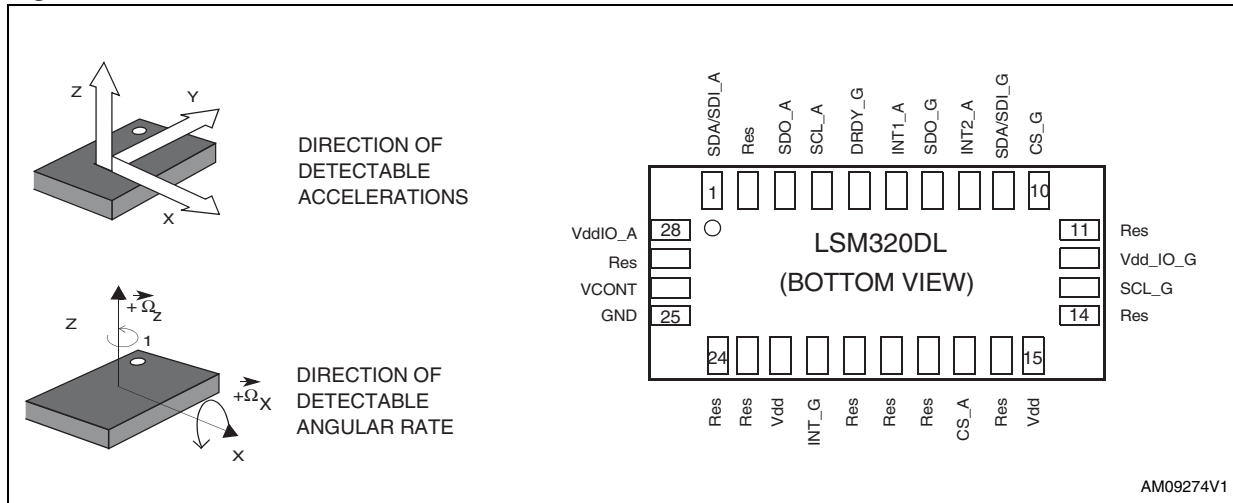 Z
Y
X
DIRECTION OF
DETECTABLE
ACCELERATIONS
Z
+Ω
Z
1
+Ω
X
X
DIRECTION OF
DETECTABLE
ANGULAR RATE
SDA/SDI_A
Res
SDO_A
SCL_A
DRDY_G
INT1_A
SDO_G
INT2_A
SDA/SDI_G
CS_G
1
10
VddIO_A
28
Res
VCONT
GND
25
LSM320DL
(BOTTOM VIEW)
11
Res
Vdd_IO_G
SCL_G
14
Res
24
15
Res
Res
Vdd
INT_G
Res
Res
Res
CS_A
Res
Vdd
AM09274V1